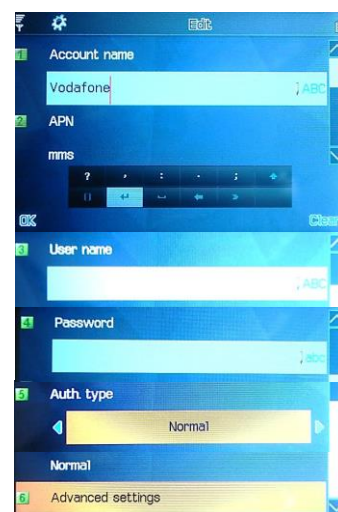 Edit
1 Account name
Vodafone ABC
2 APN
mms
? , : . ;
OK Clear
3 User name
ABC
4 Password
abc
5 Auth. type
Normal
Normal
6 Advanced settings